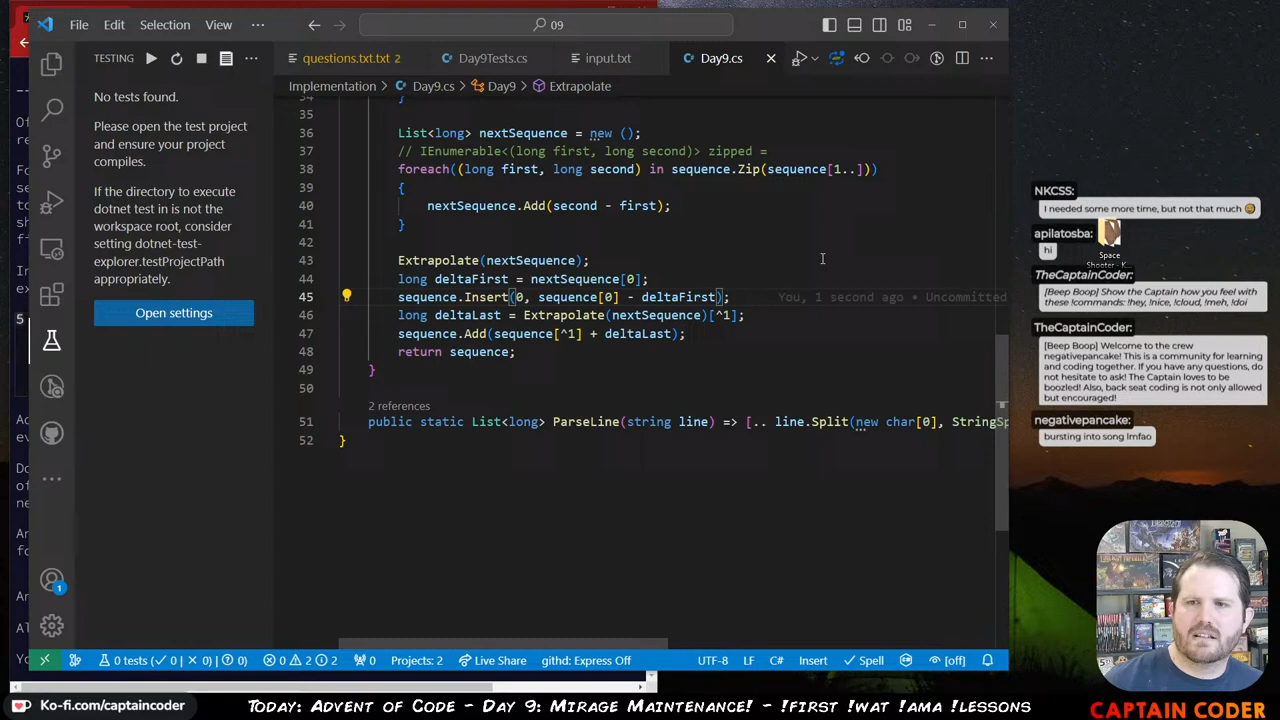 File Edit Selection View ··· 09
TESTING
questions.txt.txt 2 Day9Tests.cs input.txt Day9.cs
Implementation > Day9.cs > Day9 > Extrapolate
No tests found.
Please open the test project
and ensure your project
compiles.
If the directory to execute
dotnet test in is not the
workspace root, consider
setting dotnet-test-
explorer.testProjectPath
appropriately.
Open settings
34 }
35
36 List<long> nextSequence = new ();
37 // IEnumerable<(long first, long second)> zipped =
38 foreach((long first, long second) in sequence.Zip(sequence[1..]))
39 {
40 nextSequence.Add(second - first);
41 }
42
43 Extrapolate(nextSequence);
44 long deltaFirst = nextSequence[0];
45 sequence.Insert(0, sequence[0] - deltaFirst); You, 1 second ago • Uncommitted
46 long deltaLast = Extrapolate(nextSequence)[^1];
47 sequence.Add(sequence[^1] + deltaLast);
48 return sequence;
49 }
50
2 references
51 public static List<long> ParseLine(string line) => [.. line.Split(new char[0], StringSp
52 }
NKCSS:
I needed some more time, but not that much
apilatosba:
hi
Space
Shooter - K...
TheCaptainCoder:
[Beep Boop] Show the Captain how you feel with
these !commands: !hey, !nice, !cloud, !meh, !doi
TheCaptainCoder:
[Beep Boop] Welcome to the crew
negativepancake! This is a community for learning
and coding together. If you have any questions, do
not hesitate to ask! The Captain loves to be
boozled! Also, back seat coding is not only allowed
but encouraged!
negativepancake:
bursting into song lmfao
1
0 tests (✓ 0 | × 0) | ? 0) 0 2 2 0 Projects: 2 Live Share githd: Express Off UTF-8 LF C# Insert Spell [off]
Ko-fi.com/captaincoder Today: Advent of Code - Day 9: Mirage Maintenance! - !first !wat !ama !lessons
CAPTAIN CODER